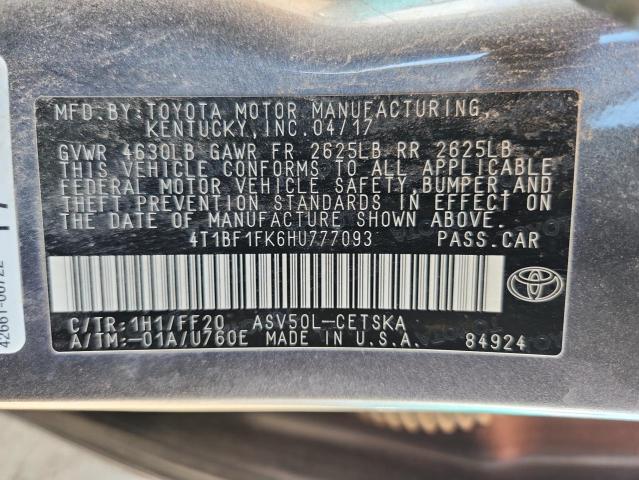 MFD.BY:TOYOTA MOTOR MANUFACTURING,
KENTUCKY,INC.04/17
GVWR 4630LB GAWR FR 2625LB RR 2625LB
THIS VEHICLE CONFORMS TO ALL APPLICABLE
FEDERAL MOTOR VEHICLE SAFETY,BUMPER,AND
THEFT PREVENTION STANDARDS IN EFFECT ON
THE DATE OF MANUFACTURE SHOWN ABOVE.
4T1BF1FK6HU777093 PASS.CAR
C/TR:1H1/FF20 ASV50L-CETSKA
A/TM:-01A/U760E MADE IN U.S.A. 84924